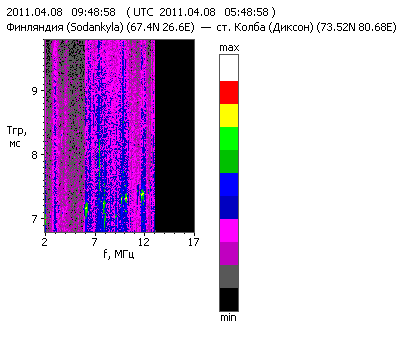 2011.04.08 09:48:58 ( UTC 2011.04.08 05:48:58 )
Финляндия (Sodankyla) (67.4N 26.6E) — ст. Колба (Диксон) (73.52N 80.68E)
max
9
Tгр,
мс
8
7
2 7 12 17
f, МГц
min